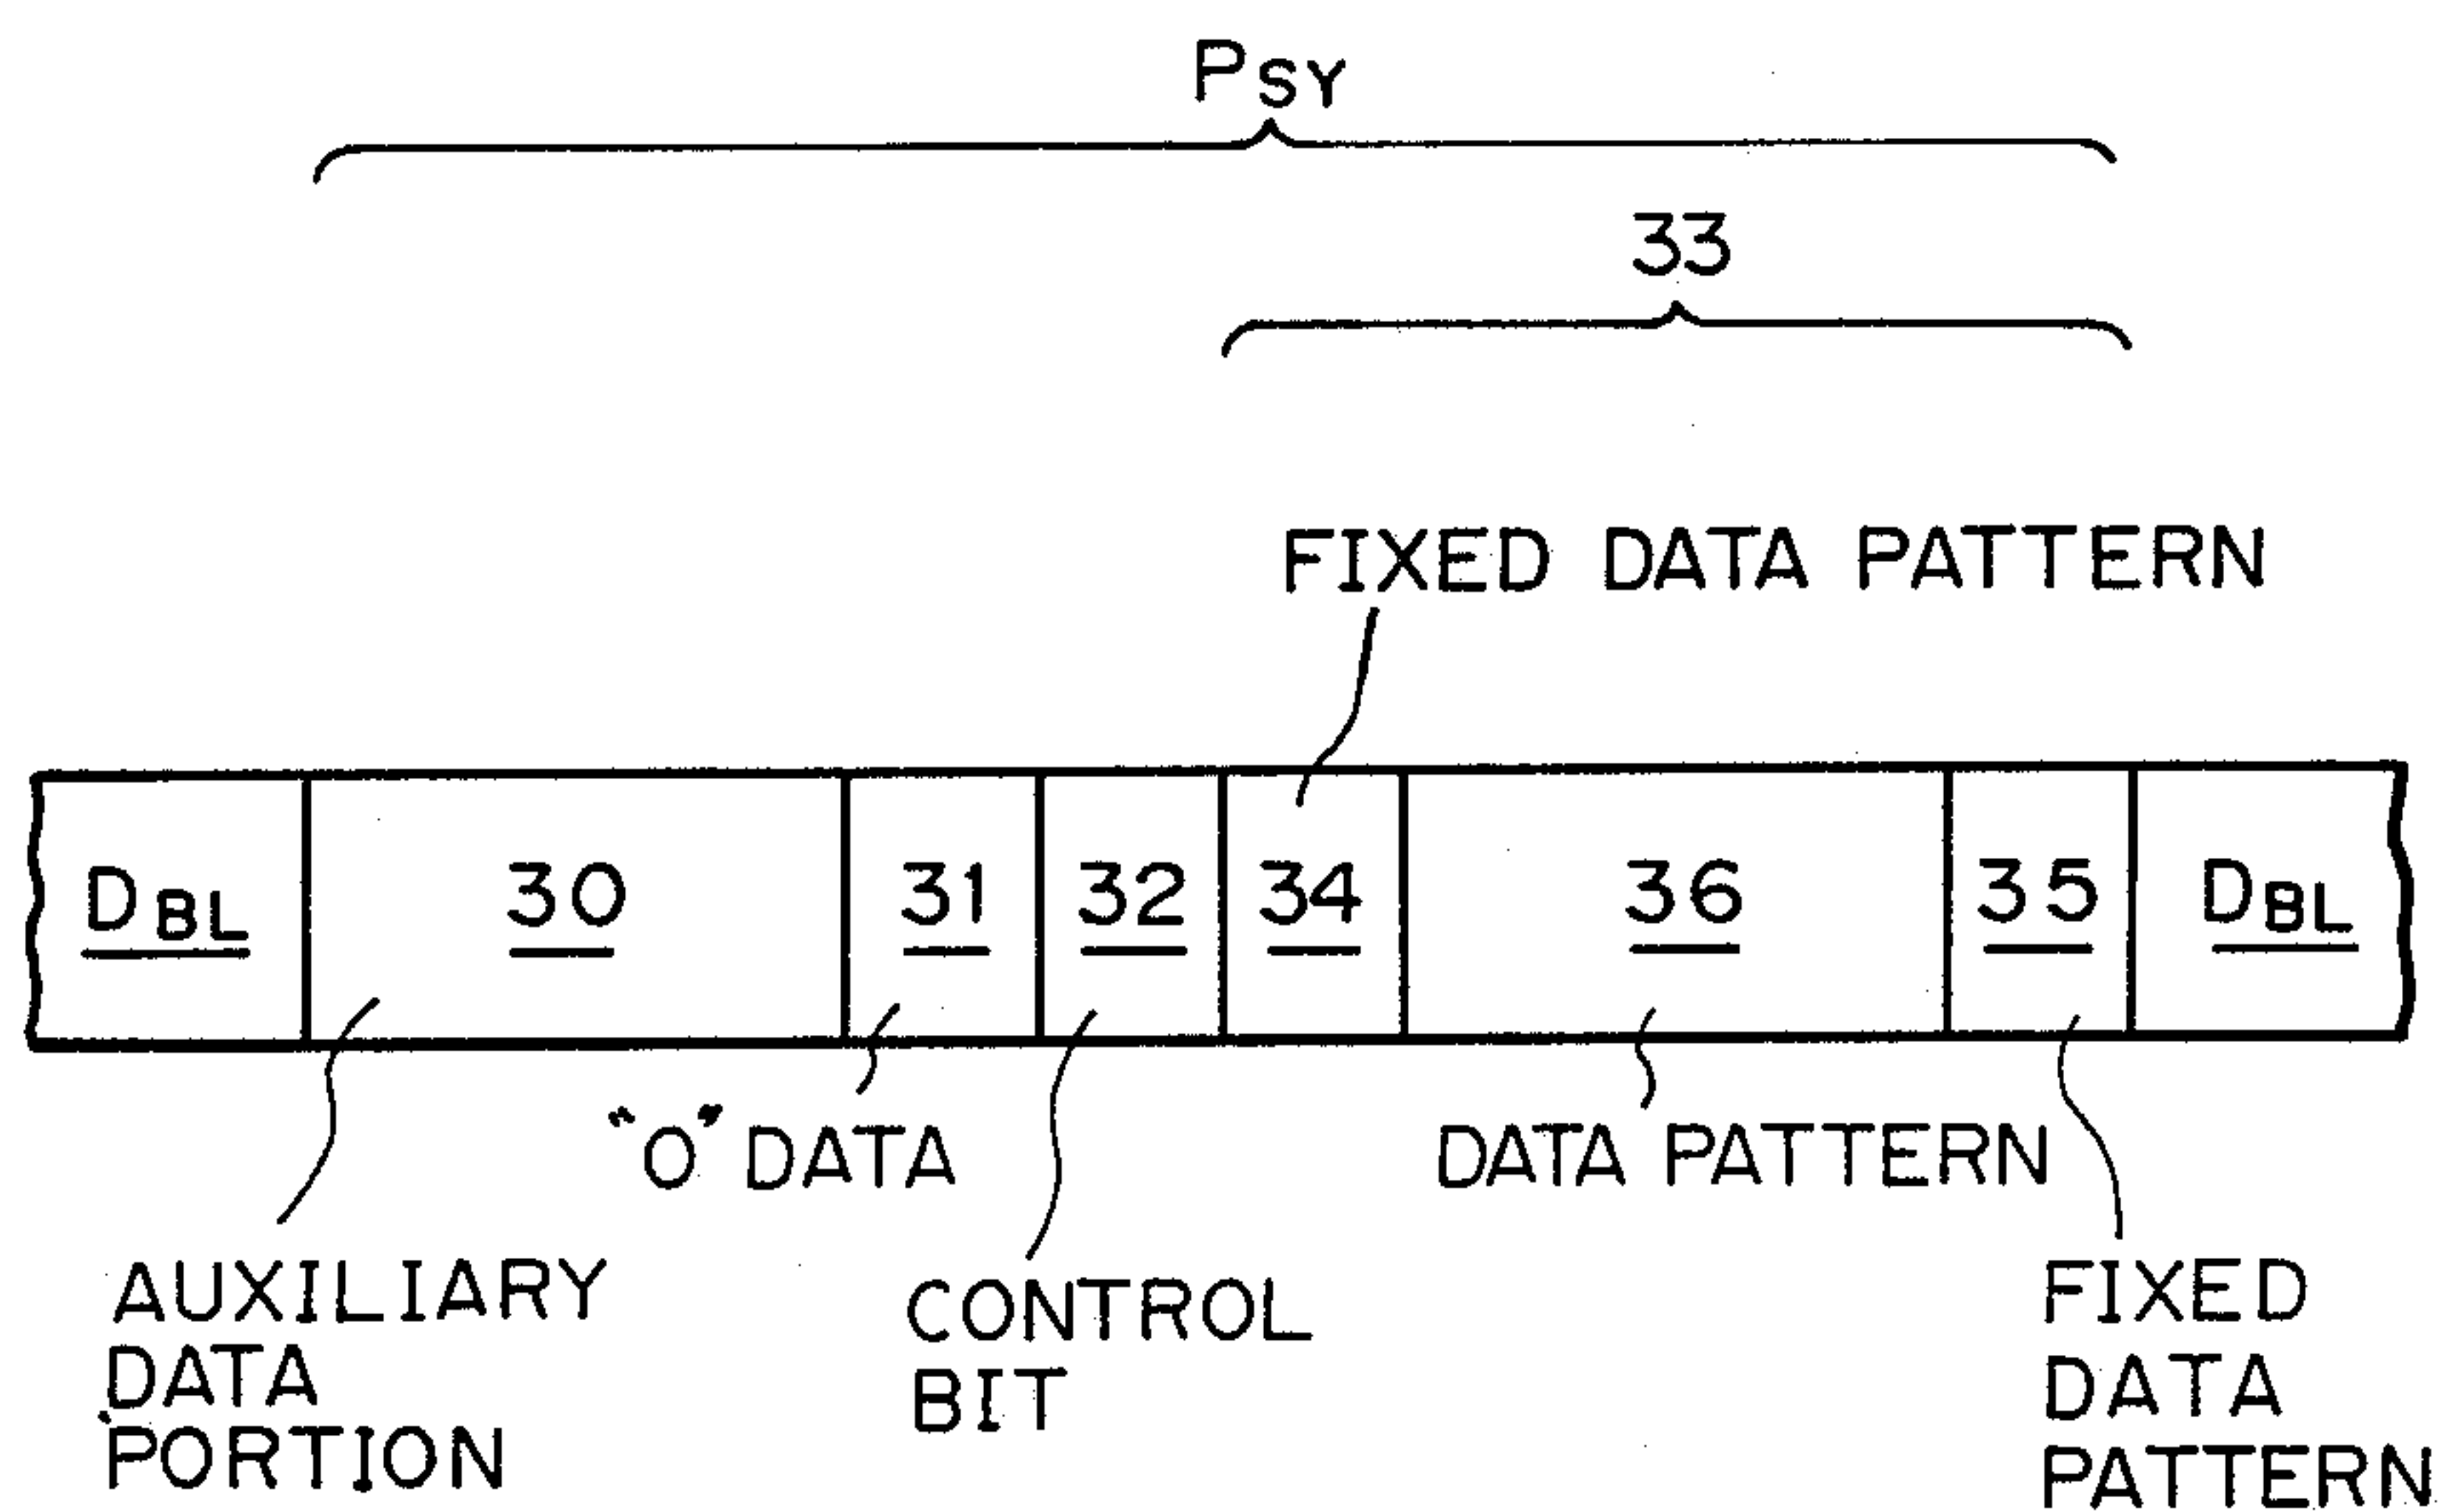 PSY
33
FIXED DATA PATTERN
DBL 30 31 32 34 36 35 DBL
"O" DATA
DATA PATTERN
AUXILIARY
DATA
PORTION
CONTROL
BIT
FIXED
DATA
PATTERN